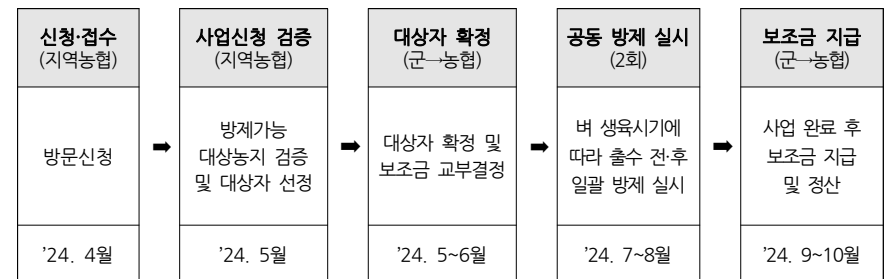 신청·접수
(지역농협)
방문신청
’24. 4월
➡
사업신청 검증
(지역농협)
방제가능
대상농지 검증
및 대상자 선정
’24. 5월
➡
대상자 확정
(군→농협)
대상자 확정 및
보조금 교부결정
’24. 5~6월
➡
공동 방제 실시
(2회)
벼 생육시기에
따라 출수 전·후
일괄 방제 실시
’24. 7~8월
➡
보조금 지급
(군→농협)
사업 완료 후
보조금 지급
및 정산
’24. 9~10월